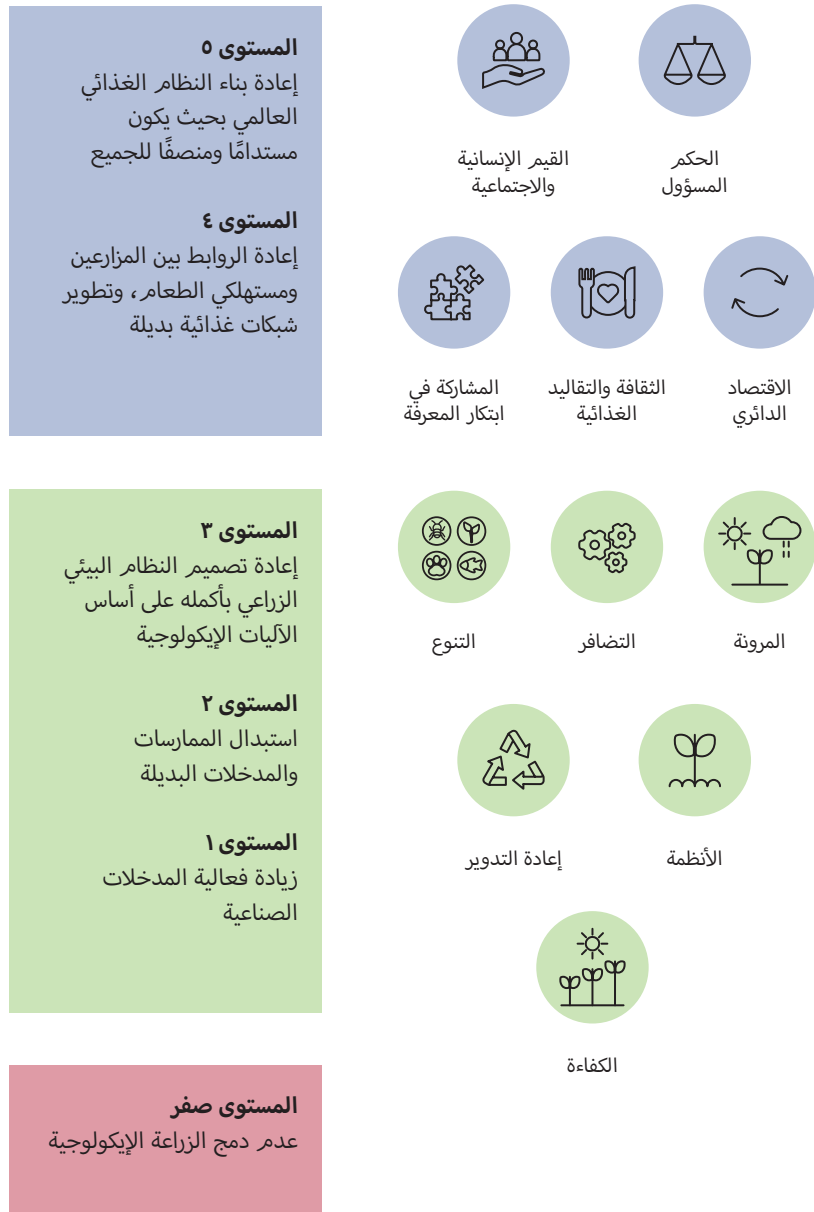 المستوى ٥
إعادة بناء النظام الغذائي
العالمي بحيث يكون
مستدامًا ومنصفًا للجميع
المستوى ٤
إعادة الروابط بين المزارعين
ومستهلكي الطعام، وتطوير
شبكات غذائية بديلة
الحكم
المسؤول
القيم الإنسانية
والاجتماعية
الاقتصاد
الدائري
الثقافة والتقاليد
الغذائية
المشاركة في
ابتكار المعرفة
المستوى ٣
إعادة تصميم النظام البيئي
الزراعي بأكمله على أساس
الآليات الإيكولوجية
المستوى ٢
استبدال الممارسات
والمدخلات البديلة
المستوى ١
زيادة فعالية المدخلات
الصناعية
المرونة
التضافر
التنوع
الأنظمة
إعادة التدوير
الكفاءة
المستوى صفر
عدم دمج الزراعة الإيكولوجية